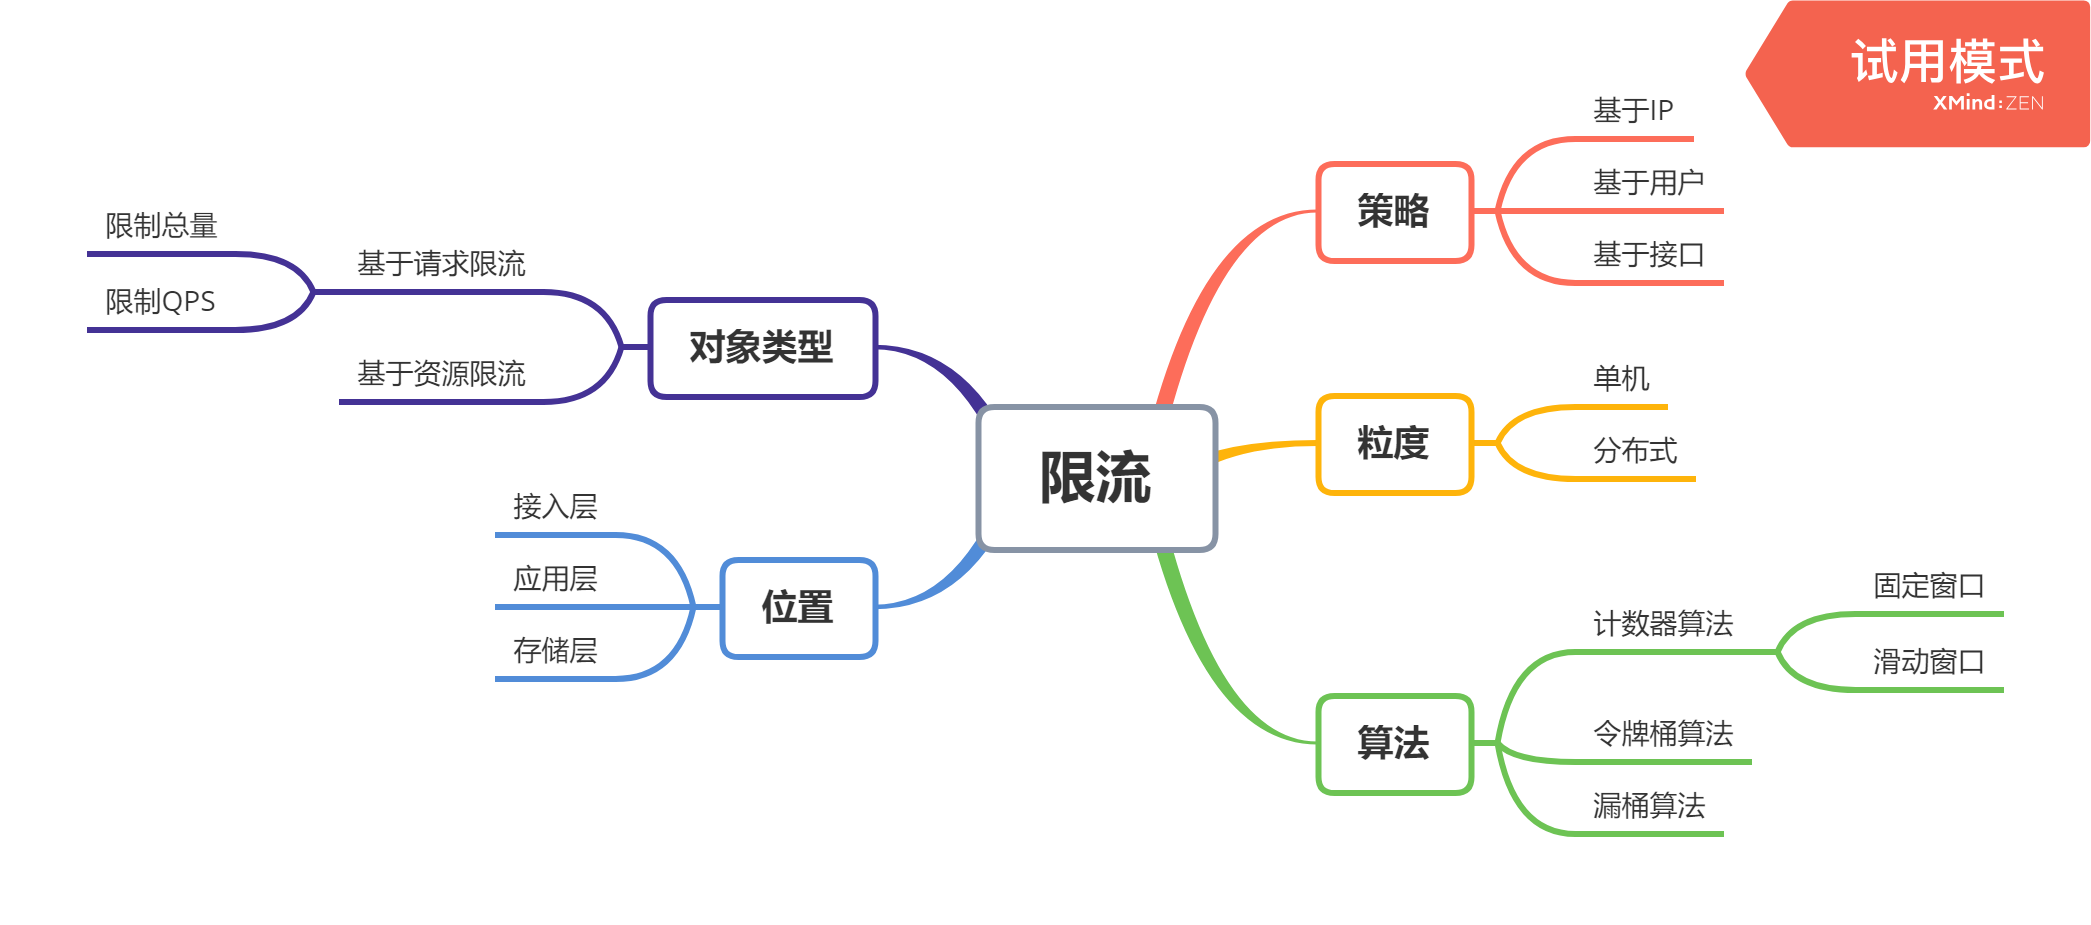 试用模式
XMind:ZEN
限流
策略
基于IP
基于用户
基于接口
粒度
单机
分布式
算法
计数器算法
固定窗口
滑动窗口
令牌桶算法
漏桶算法
对象类型
基于请求限流
限制总量
限制QPS
基于资源限流
位置
接入层
应用层
存储层